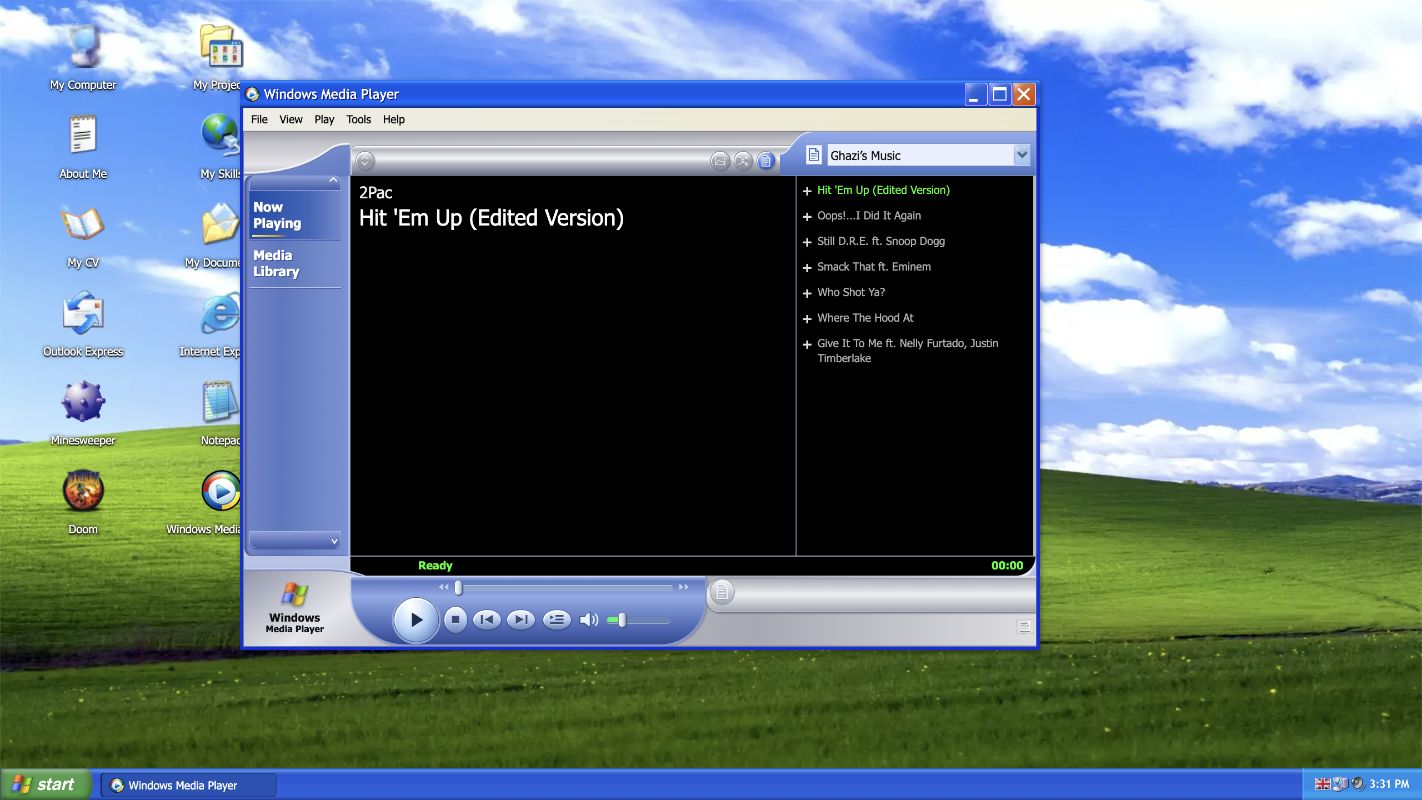 My Computer
My Projec
About Me
My Skills
My CV
My Docume
Outlook Express
Internet Exp
Minesweeper
Notepad
Doom
Windows Media
Windows Media Player
File View Play Tools Help
Ghazi's Music
Now
Playing
Media
Library
2Pac
Hit 'Em Up (Edited Version)
Hit 'Em Up (Edited Version)
Oops!...I Did It Again
Still D.R.E. ft. Snoop Dogg
Smack That ft. Eminem
Who Shot Ya?
Where The Hood At
Give It To Me ft. Nelly Furtado, Justin
Timberlake
Ready
00:00
Windows
Media Player
start
Windows Media Player
3:31 PM